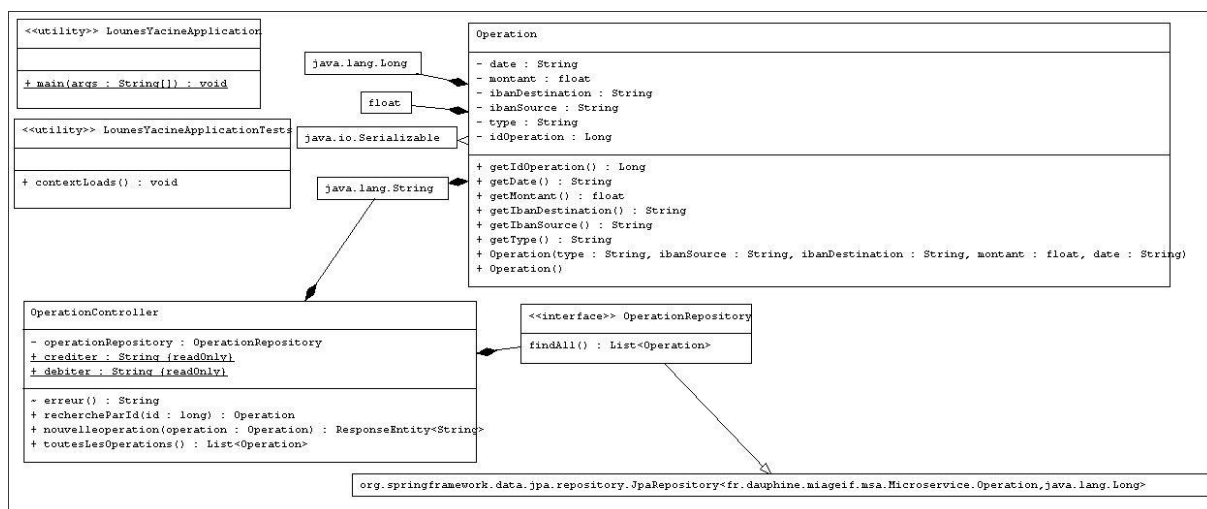 <<utility>> LounesYacineApplication
+ main(args : String[]) : void
<<utility>> LounesYacineApplicationTests
+ contextLoads() : void
java.lang.Long
float
java.io.Serializable
java.lang.String
Operation
- date : String
- montant : float
- ibanDestination : String
- ibanSource : String
- type : String
- idOperation : Long
+ getIdOperation() : Long
+ getDate() : String
+ getMontant() : float
+ getIbanDestination() : String
+ getIbanSource() : String
+ getType() : String
+ Operation(type : String, ibanSource : String, ibanDestination : String, montant : float, date : String)
+ Operation()
OperationController
- operationRepository : OperationRepository
+ crediter : String {readOnly}
+ debiter : String {readOnly}
~ erreur() : String
+ rechercheParId(id : long) : Operation
+ nouvelleoperation(operation : Operation) : ResponseEntity<String>
+ toutesLesOperations() : List<Operation>
<<interface>> OperationRepository
findAll() : List<Operation>
org.springframework.data.jpa.repository.JpaRepository<fr.dauphine.miageif.msa.Microservice.Operation,java.lang.Long>